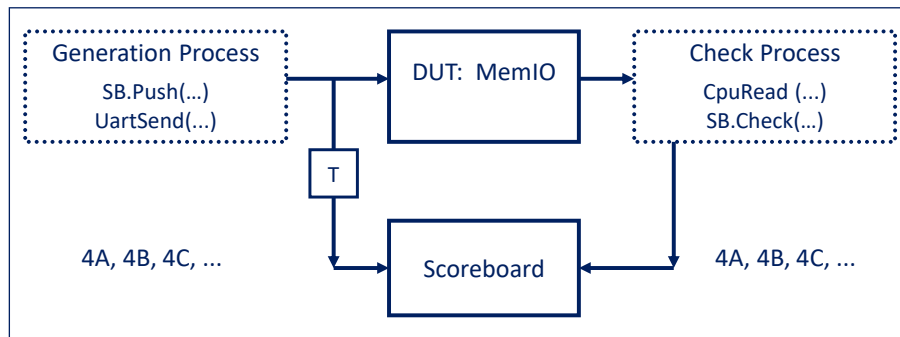 Generation Process
SB.Push(…)
UartSend(...)
DUT: MemIO
Check Process
CpuRead (...)
SB.Check(…)
T
4A, 4B, 4C, ...
Scoreboard
4A, 4B, 4C, ...